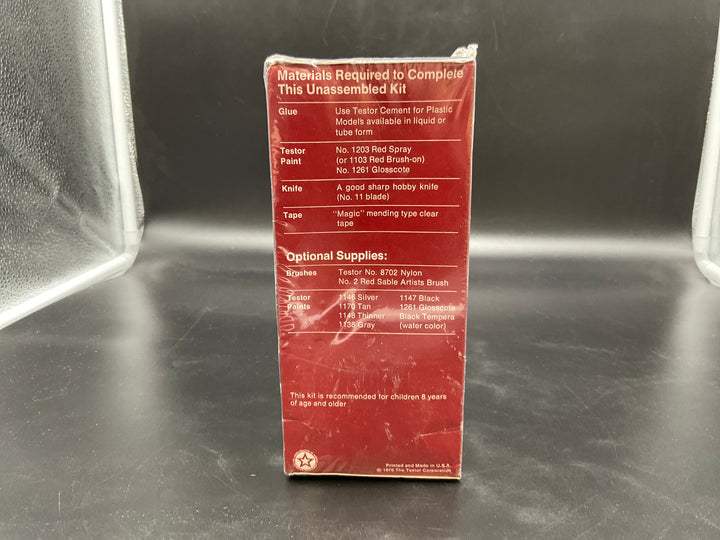 Materials Required to Complete
This Unassembled Kit
Glue Use Testor Cement for Plastic
Models available in liquid or
tube form
Testor No. 1203 Red Spray
Paint (or 1103 Red Brush-on)
No. 1261 Glosscote
Knife A good sharp hobby knife
(No. 11 blade)
Tape "Magic" mending type clear
tape
Optional Supplies:
Brushes Testor No. 8702 Nylon
No. 2 Red Sable Artists Brush
Testor 1146 Silver 1147 Black
Paints 1170 Tan 1261 Glosscote
1148 Thinner Black Tempera
1138 Gray (water color)
This kit is recommended for children 8 years
of age and older
Printed and Made in U.S.A.
© 1976 The Testor Corporation